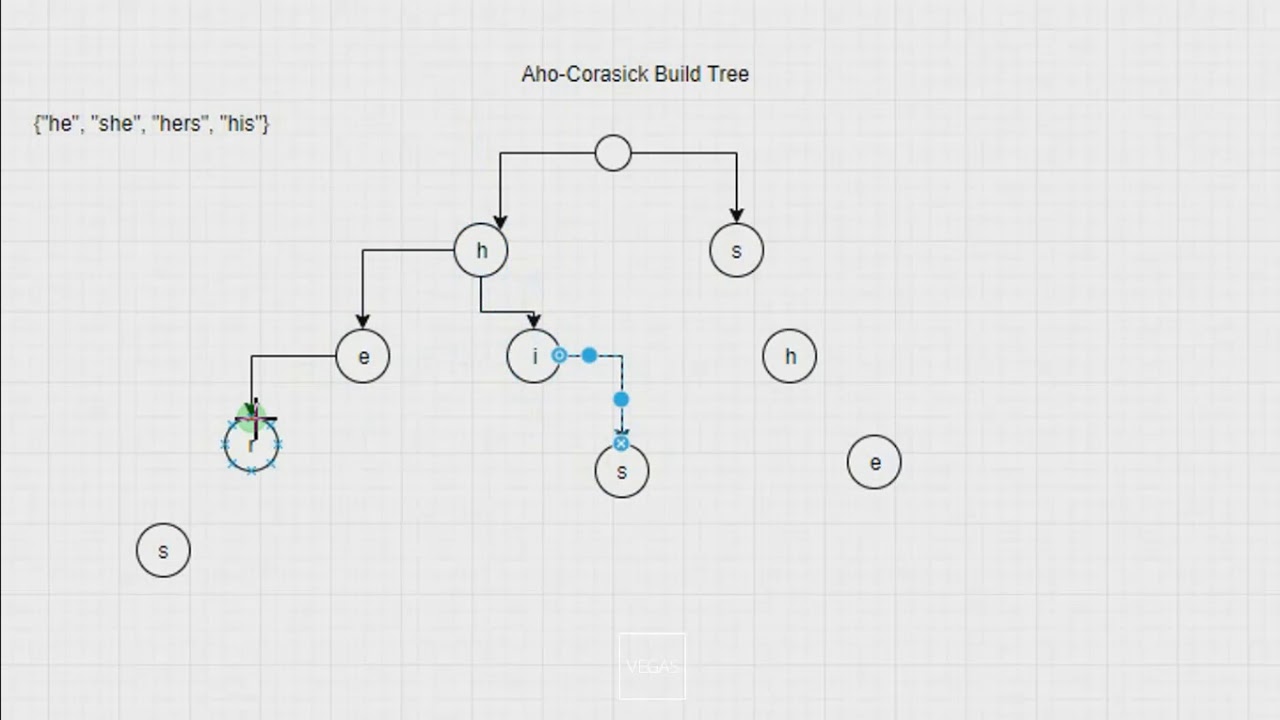 Aho-Corasick Build Tree
{"he", "she", "hers", "his"}
h
s
e
i
h
r
s
e
s
VEGAS